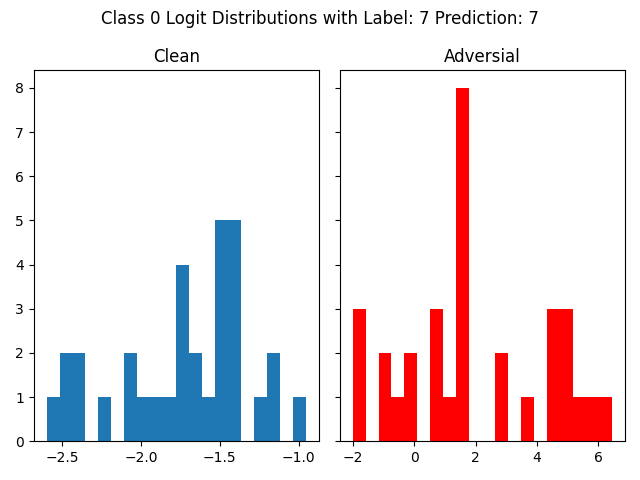 Class 0 Logit Distributions with Label: 7 Prediction: 7
Clean
Adversial
8
7
6
5
4
3
2
1
0
−2.5 −2.0 −1.5 −1.0
−2 0 2 4 6